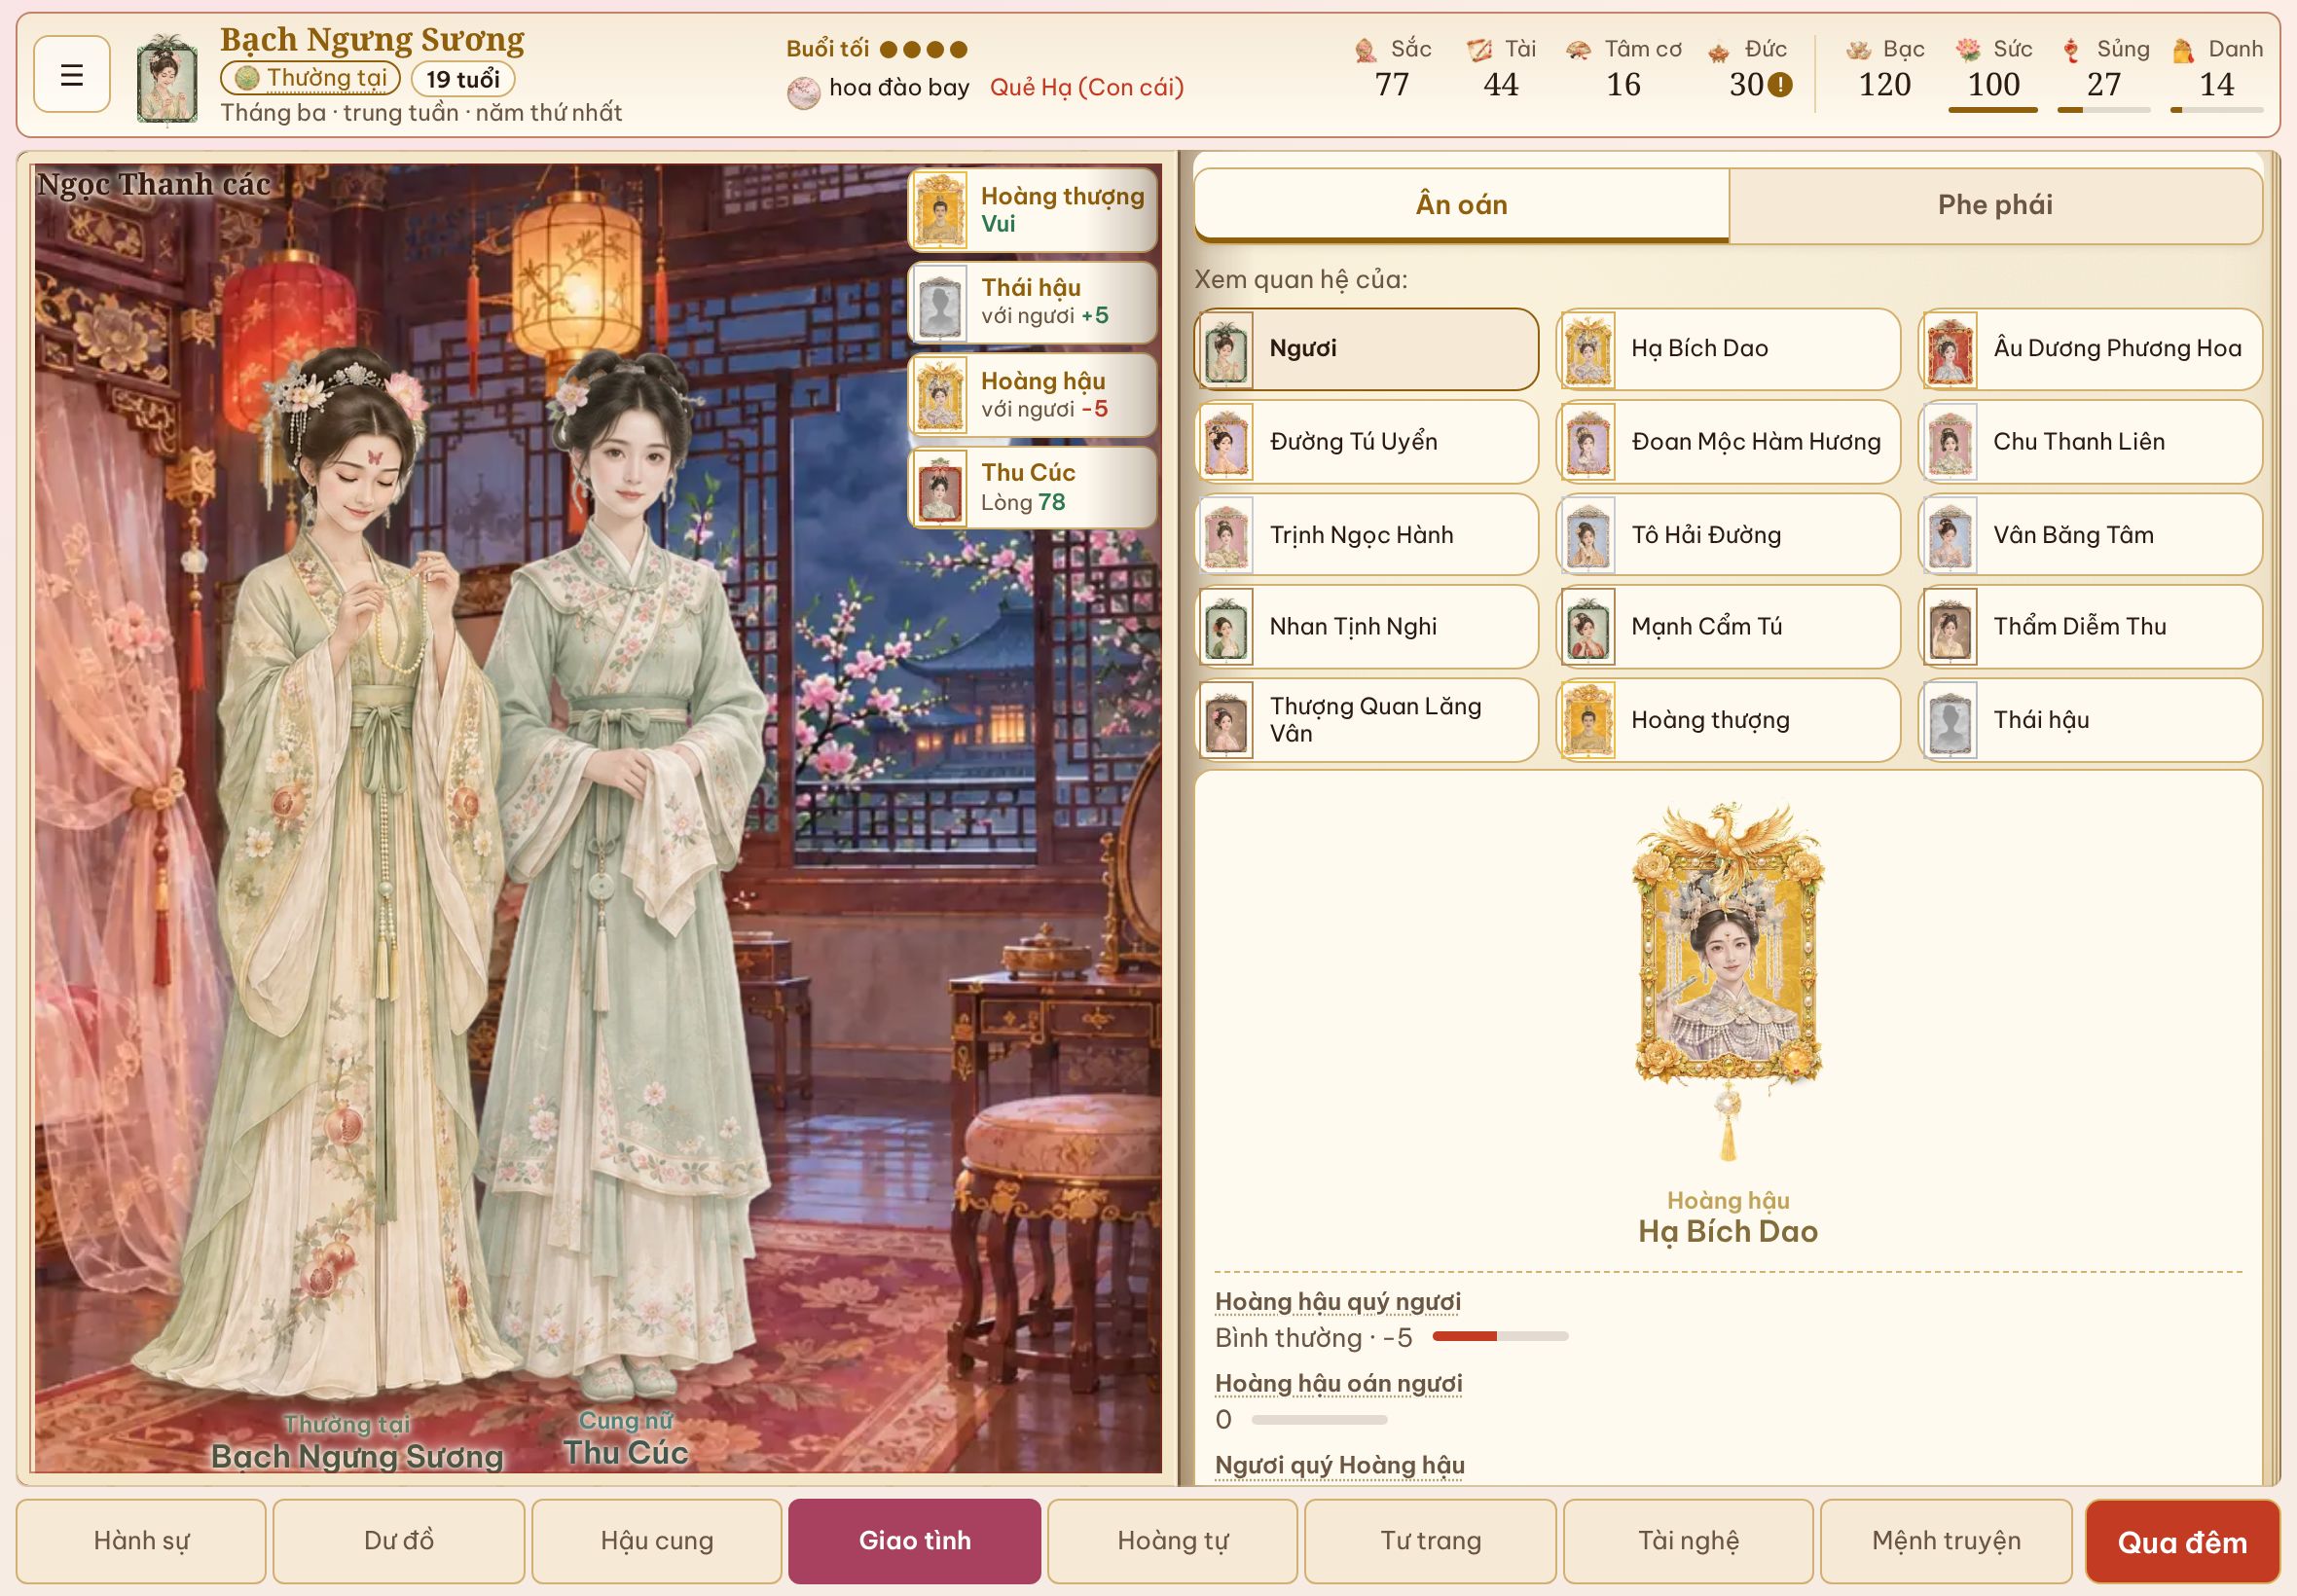 ☰
Bạch Ngưng Sương
Thường tại
19 tuổi
Tháng ba · trung tuần · năm thứ nhất
Buổi tối
hoa đào bay
Quẻ Hạ (Con cái)
Sắc
77
Tài
44
Tâm cơ
16
Đức
30!
Bạc
120
Sức
100
Sủng
27
Danh
14
Ngọc Thanh các
Hoàng thượng
Vui
Thái hậu
với ngươi +5
Hoàng hậu
với ngươi -5
Thu Cúc
Lòng 78
Thường tại
Bạch Ngưng Sương
Cung nữ
Thu Cúc
Ân oán
Phe phái
Xem quan hệ của:
Ngươi
Hạ Bích Dao
Âu Dương Phương Hoa
Đường Tú Uyển
Đoan Mộc Hàm Hương
Chu Thanh Liên
Trịnh Ngọc Hành
Tô Hải Đường
Vân Băng Tâm
Nhan Tịnh Nghi
Mạnh Cẩm Tú
Thẩm Diễm Thu
Thượng Quan Lăng
Vân
Hoàng thượng
Thái hậu
Hoàng hậu
Hạ Bích Dao
Hoàng hậu quý ngươi
Bình thường · -5
Hoàng hậu oán ngươi
0
Ngươi quý Hoàng hậu
Hành sự
Dư đồ
Hậu cung
Giao tình
Hoàng tự
Tư trang
Tài nghệ
Mệnh truyện
Qua đêm